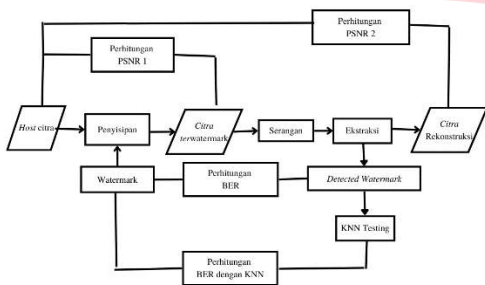 Perhitungan
PSNR 2
Perhitungan
PSNR 1
Host citra
Penyisipan
Citra
terwatermark
Serangan
Ekstraksi
Citra
Rekonstruksi
Watermark
Perhitungan
BER
Detected Watermark
KNN Testing
Perhitungan
BER dengan KNN